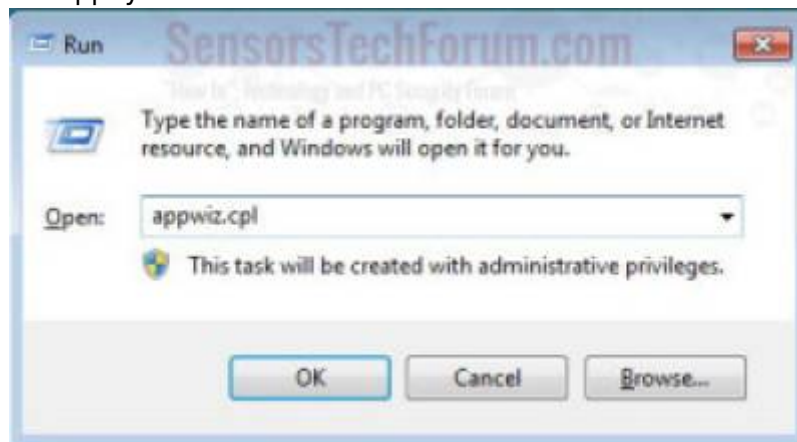 Run
SensorsTechForum.com
Type the name of a program, folder, document, or Internet
resource, and Windows will open it for you.
Open: appwiz.cpl
This task will be created with administrative privileges.
OK Cancel Browse...